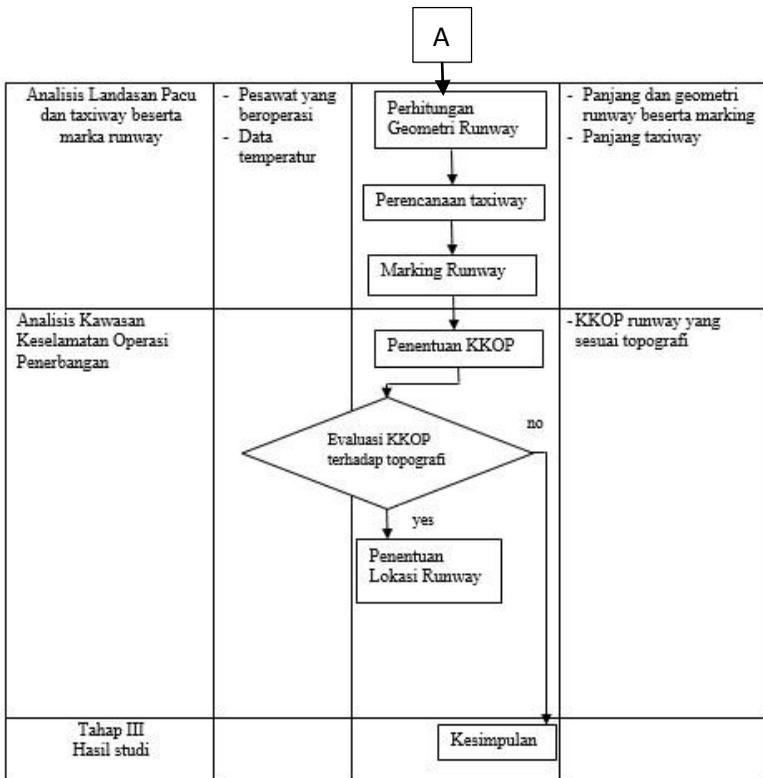 A
Analisis Landasan Pacu
dan taxiway beserta
marka runway
- Pesawat yang
beroperasi
- Data
temperatur
Perhitungan
Geometri Runway
Perencanaan taxiway
Marking Runway
- Panjang dan geometri
runway beserta marking
- Panjang taxiway
Analisis Kawasan
Keselamatan Operasi
Penerbangan
Penentuan KKOP
Evaluasi KKOP
terhadap topografi
no
yes
Penentuan
Lokasi Runway
-KKOP runway yang
sesuai topografi
Tahap III
Hasil studi
Kesimpulan